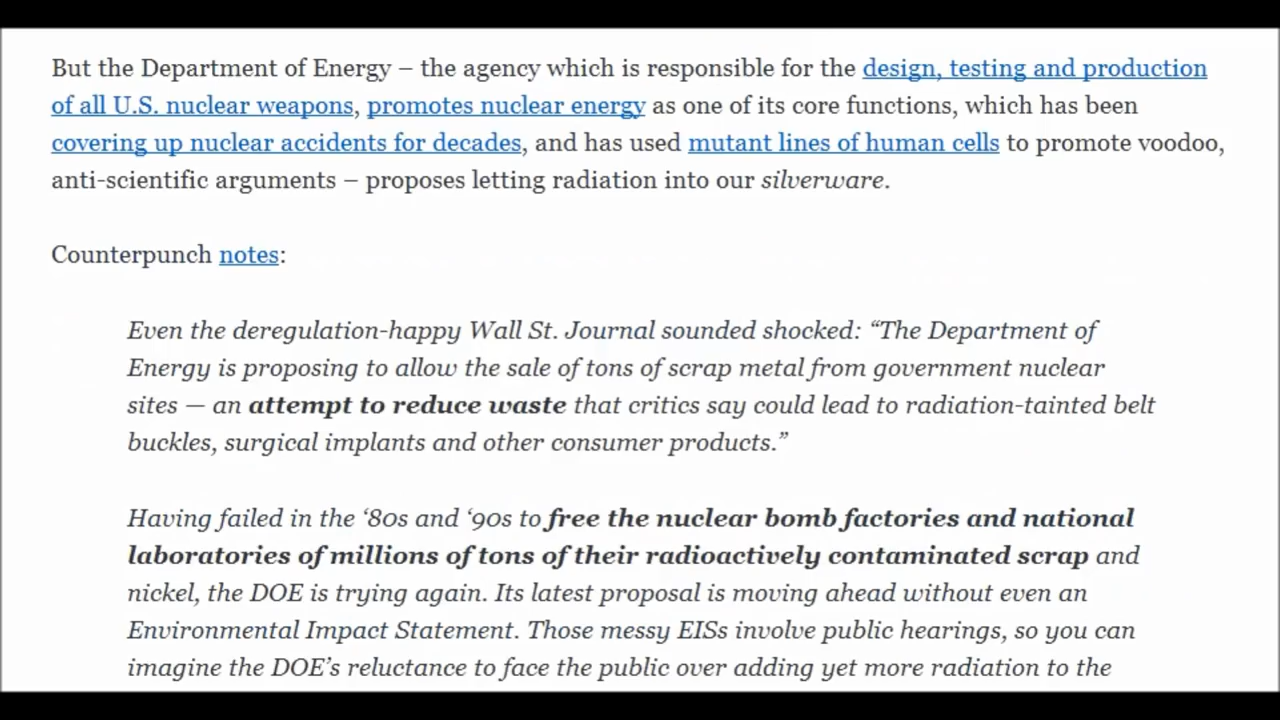 But the Department of Energy – the agency which is responsible for the design, testing and production
of all U.S. nuclear weapons, promotes nuclear energy as one of its core functions, which has been
covering up nuclear accidents for decades, and has used mutant lines of human cells to promote voodoo,
anti-scientific arguments – proposes letting radiation into our silverware.
Counterpunch notes:
Even the deregulation-happy Wall St. Journal sounded shocked: “The Department of
Energy is proposing to allow the sale of tons of scrap metal from government nuclear
sites — an attempt to reduce waste that critics say could lead to radiation-tainted belt
buckles, surgical implants and other consumer products.”
Having failed in the ‘80s and ‘90s to free the nuclear bomb factories and national
laboratories of millions of tons of their radioactively contaminated scrap and
nickel, the DOE is trying again. Its latest proposal is moving ahead without even an
Environmental Impact Statement. Those messy EISs involve public hearings, so you can
imagine the DOE’s reluctance to face the public over adding yet more radiation to the